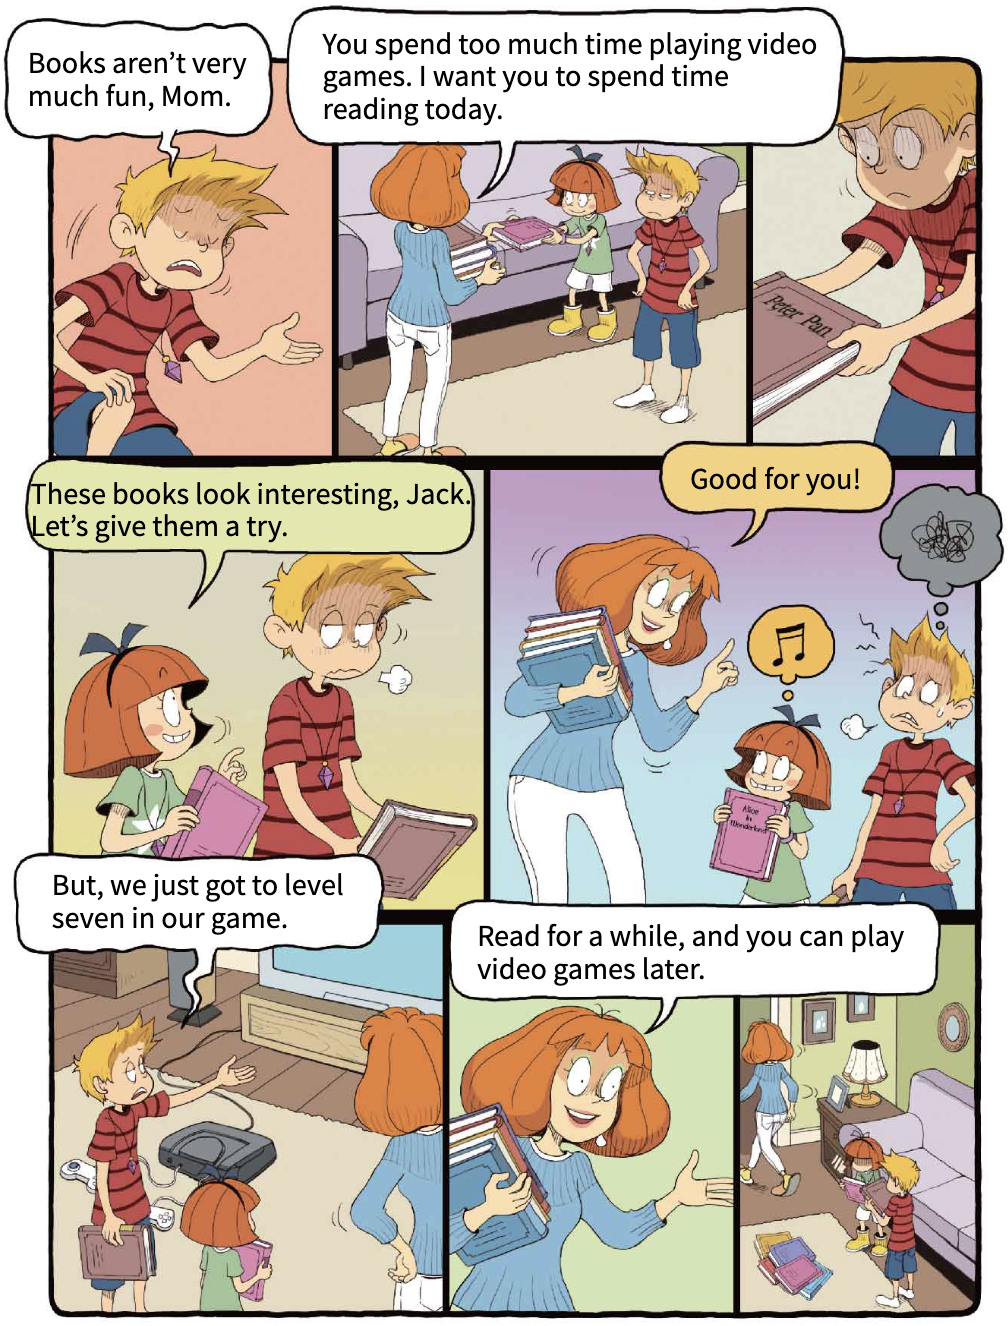 Books aren't very
much fun, Mom.
You spend too much time playing video
games. I want you to spend time
reading today.
Peter Pan
These books look interesting, Jack.
Let's give them a try.
Good for you!
Alice
in
Wonderland
But, we just got to level
seven in our game.
Read for a while, and you can play
video games later.